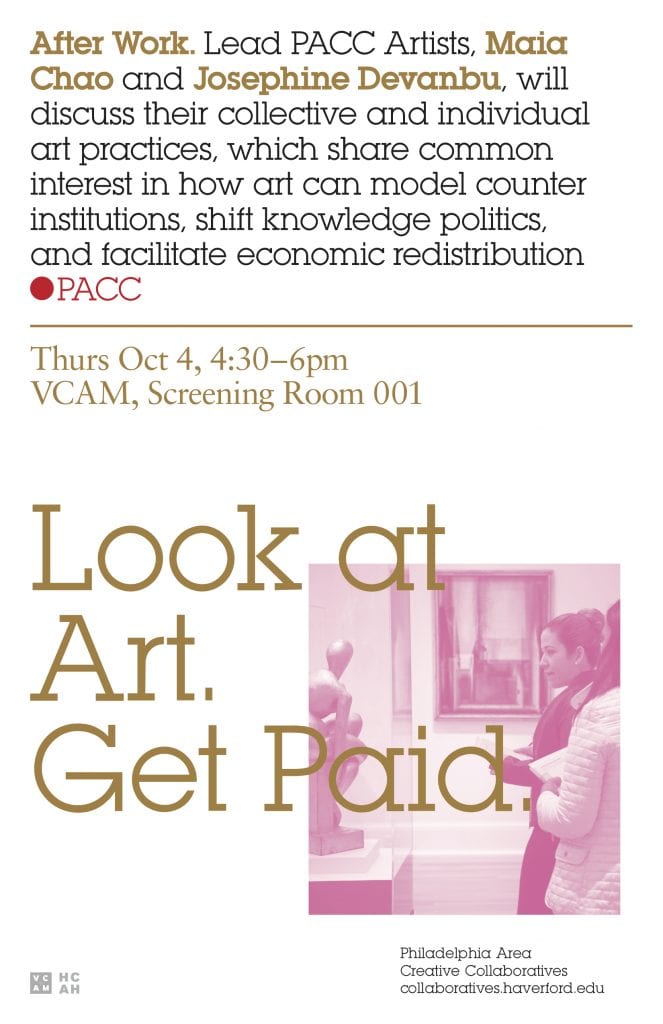 After Work. Lead PACC Artists, Maia
Chao and Josephine Devanbu, will
discuss their collective and individual
art practices, which share common
interest in how art can model counter
institutions, shift knowledge politics,
and facilitate economic redistribution
PACC
Thurs Oct 4, 4:30–6pm
VCAM, Screening Room 001
Look at
Art.
Get Paid.
Philadelphia Area
Creative Collaboratives
collaboratives.haverford.edu
VC
AM
HC
AH